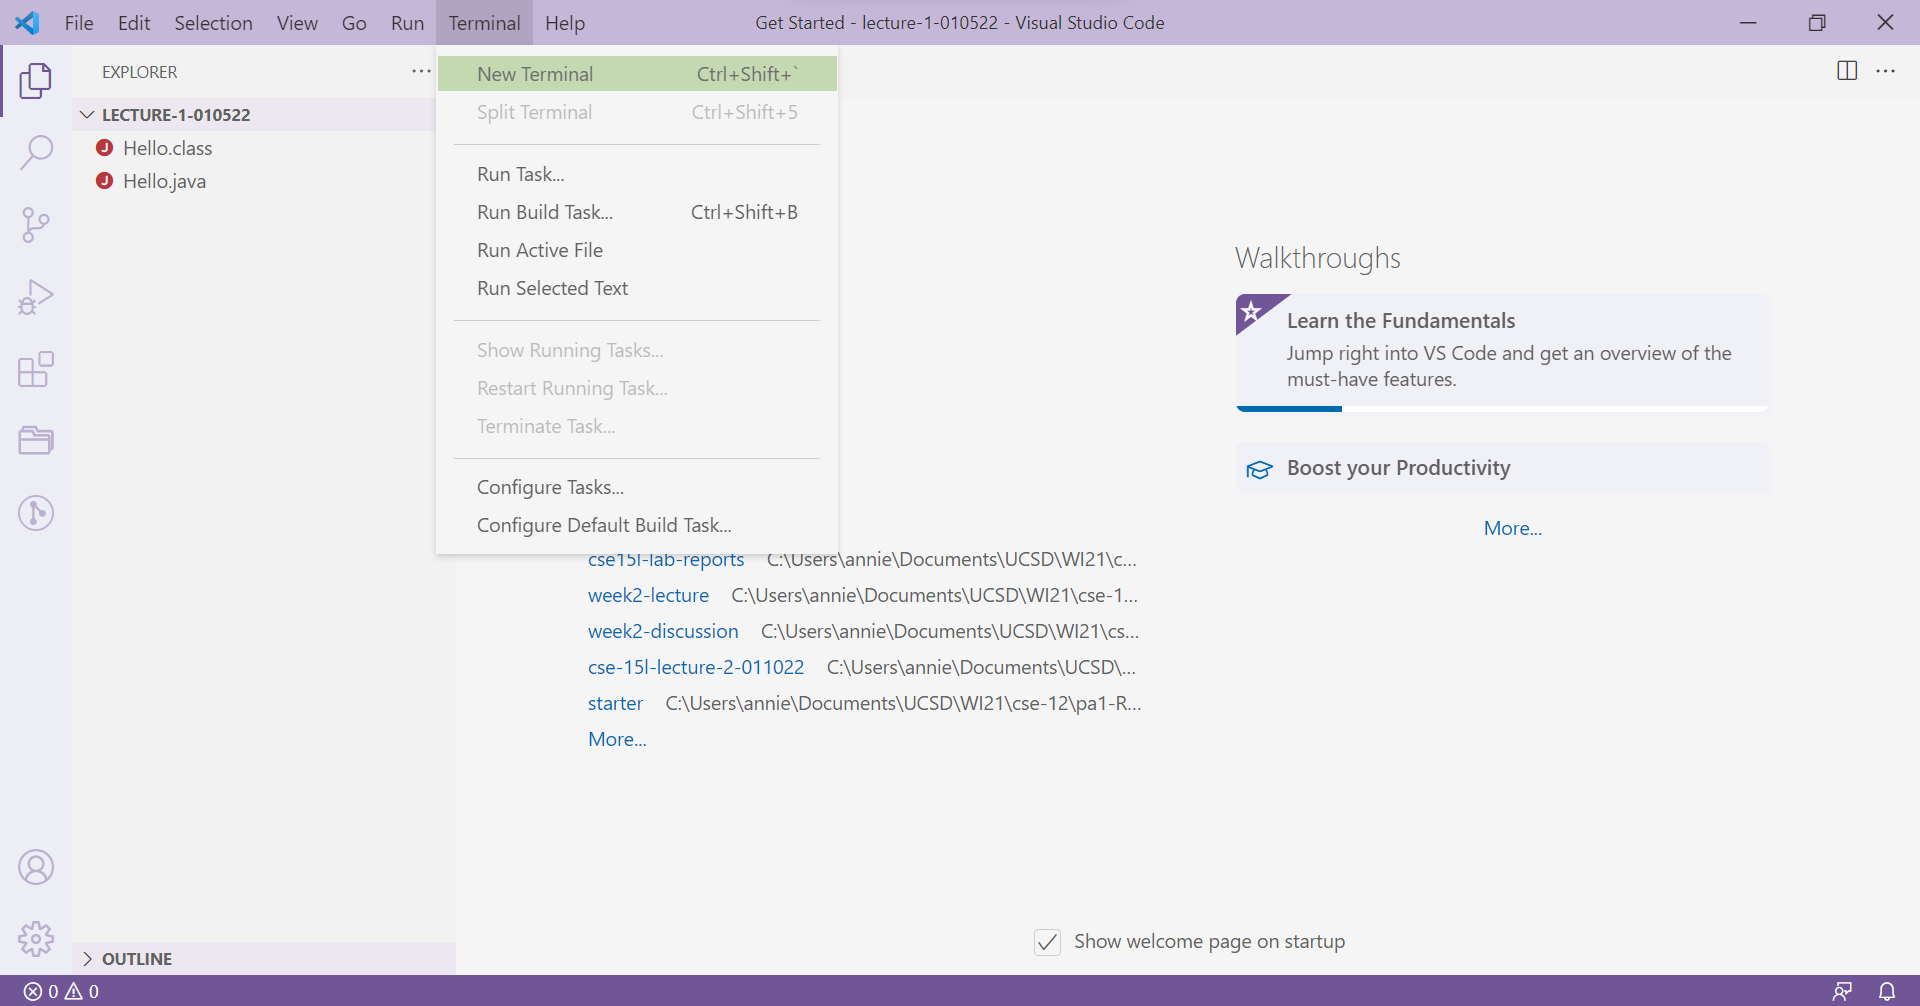 File Edit Selection View Go Run Terminal Help Get Started - lecture-1-010522 - Visual Studio Code
EXPLORER
LECTURE-1-010522
J Hello.class
J Hello.java
New Terminal Ctrl+Shift+`
Split Terminal Ctrl+Shift+5
Run Task...
Run Build Task... Ctrl+Shift+B
Run Active File
Run Selected Text
Show Running Tasks...
Restart Running Task...
Terminate Task...
Configure Tasks...
Configure Default Build Task...
cse15l-lab-reports C:\Users\annie\Documents\UCSD\WI21\c...
week2-lecture C:\Users\annie\Documents\UCSD\WI21\cse-1...
week2-discussion C:\Users\annie\Documents\UCSD\WI21\cs...
cse-15l-lecture-2-011022 C:\Users\annie\Documents\UCSD\...
starter C:\Users\annie\Documents\UCSD\WI21\cse-12\pa1-R...
More...
Walkthroughs
Learn the Fundamentals
Jump right into VS Code and get an overview of the
must-have features.
Boost your Productivity
More...
Show welcome page on startup
OUTLINE
0 0